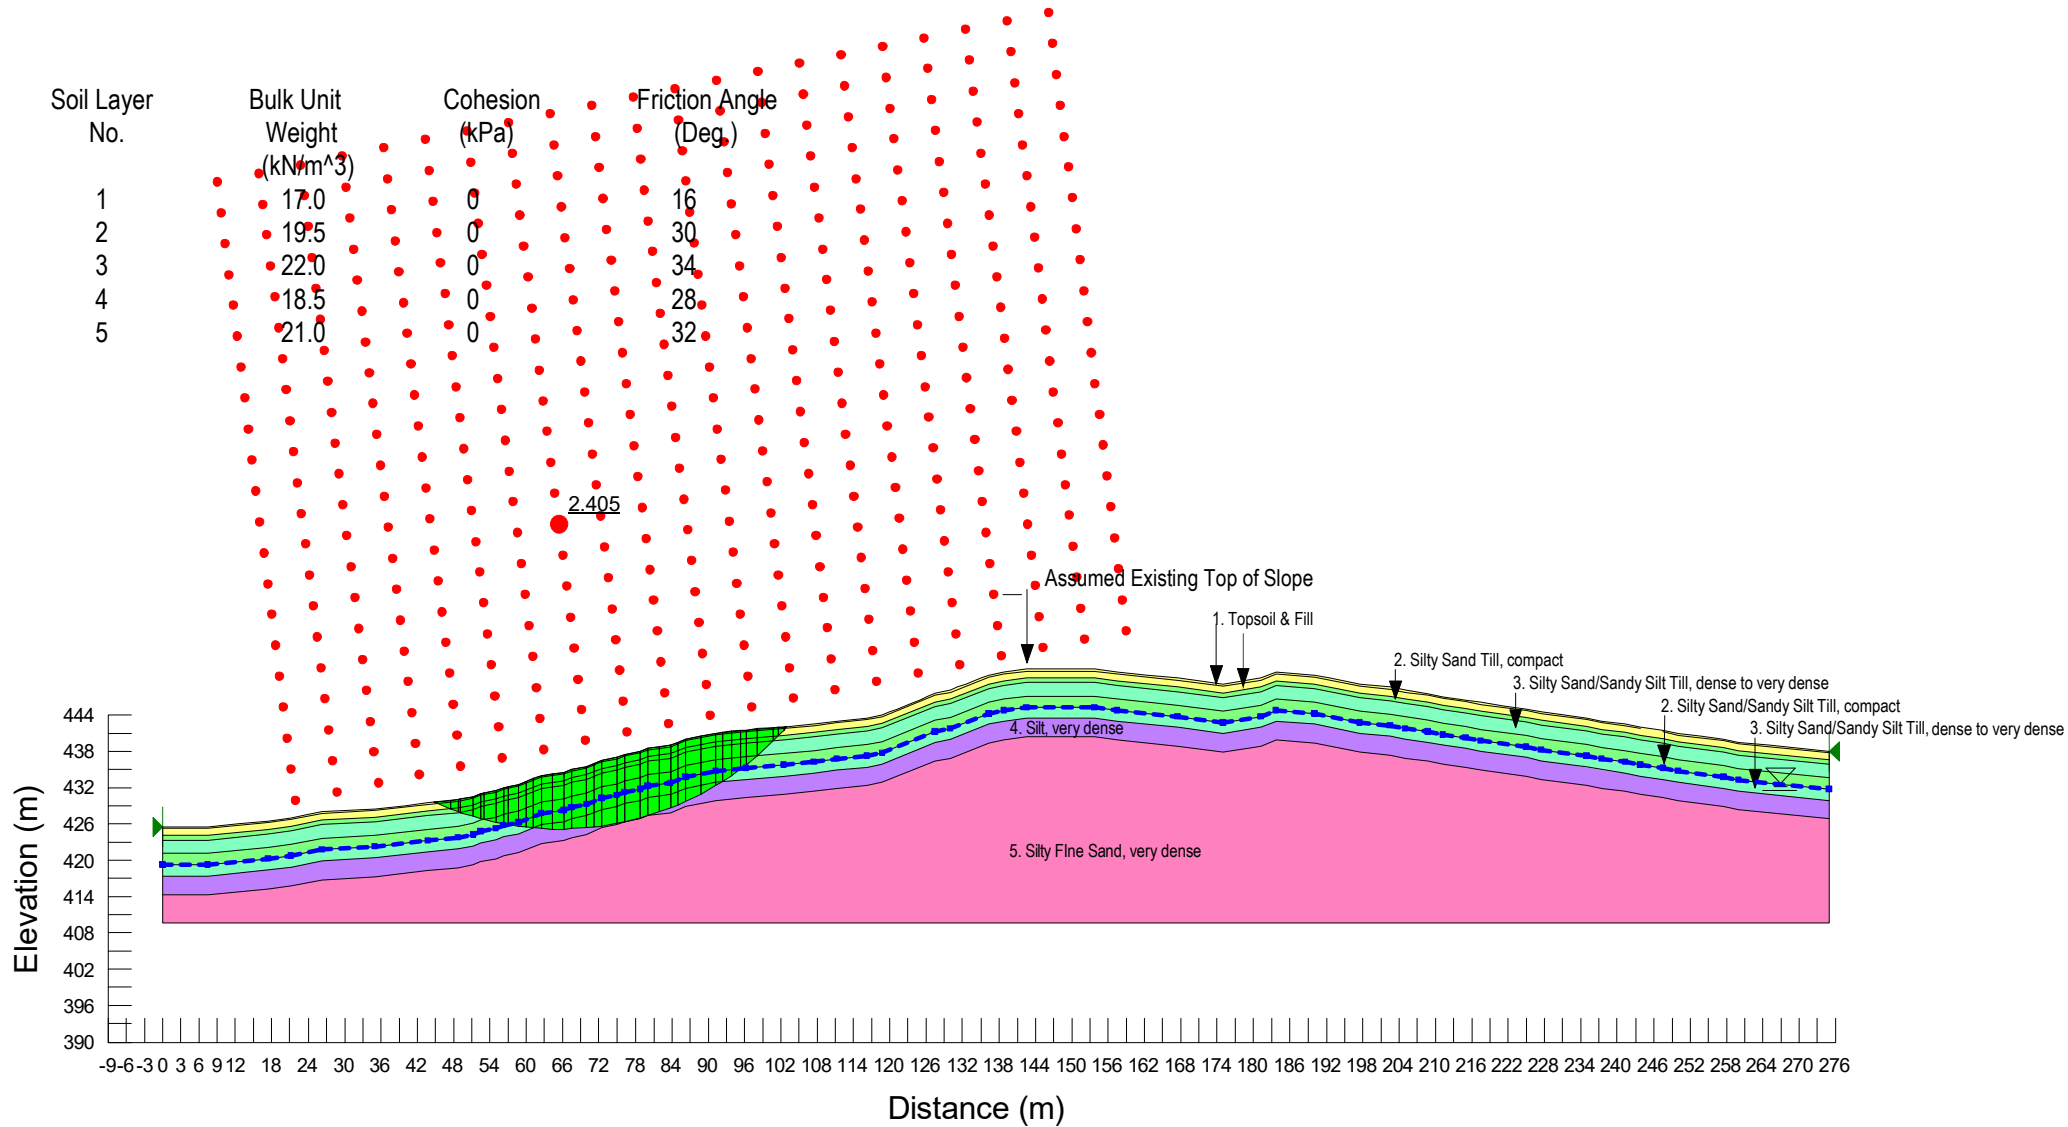 Soil Layer Bulk Unit Cohesion Friction Angle
No. Weight (kPa) (Deg.)
(kN/m^3)
1 17.0 0 16
2 19.5 0 30
3 22.0 0 34
4 18.5 0 28
5 21.0 0 32
2.405
Assumed Existing Top of Slope
1. Topsoil & Fill
2. Silty Sand Till, compact
3. Silty Sand/Sandy Silt Till, dense to very dense
2. Silty Sand/Sandy Silt Till, compact
3. Silty Sand/Sandy Silt Till, dense to very dense
4. Silt, very dense
5. Silty FIne Sand, very dense
Elevation (m)
444
438
432
426
420
414
408
402
396
390
-9 -6 -3 0 3 6 9 12 18 24 30 36 42 48 54 60 66 72 78 84 90 96 102 108 114 120 126 132 138 144 150 156 162 168 174 180 186 192 198 204 210 216 222 228 234 240 246 252 258 264 270 276
Distance (m)